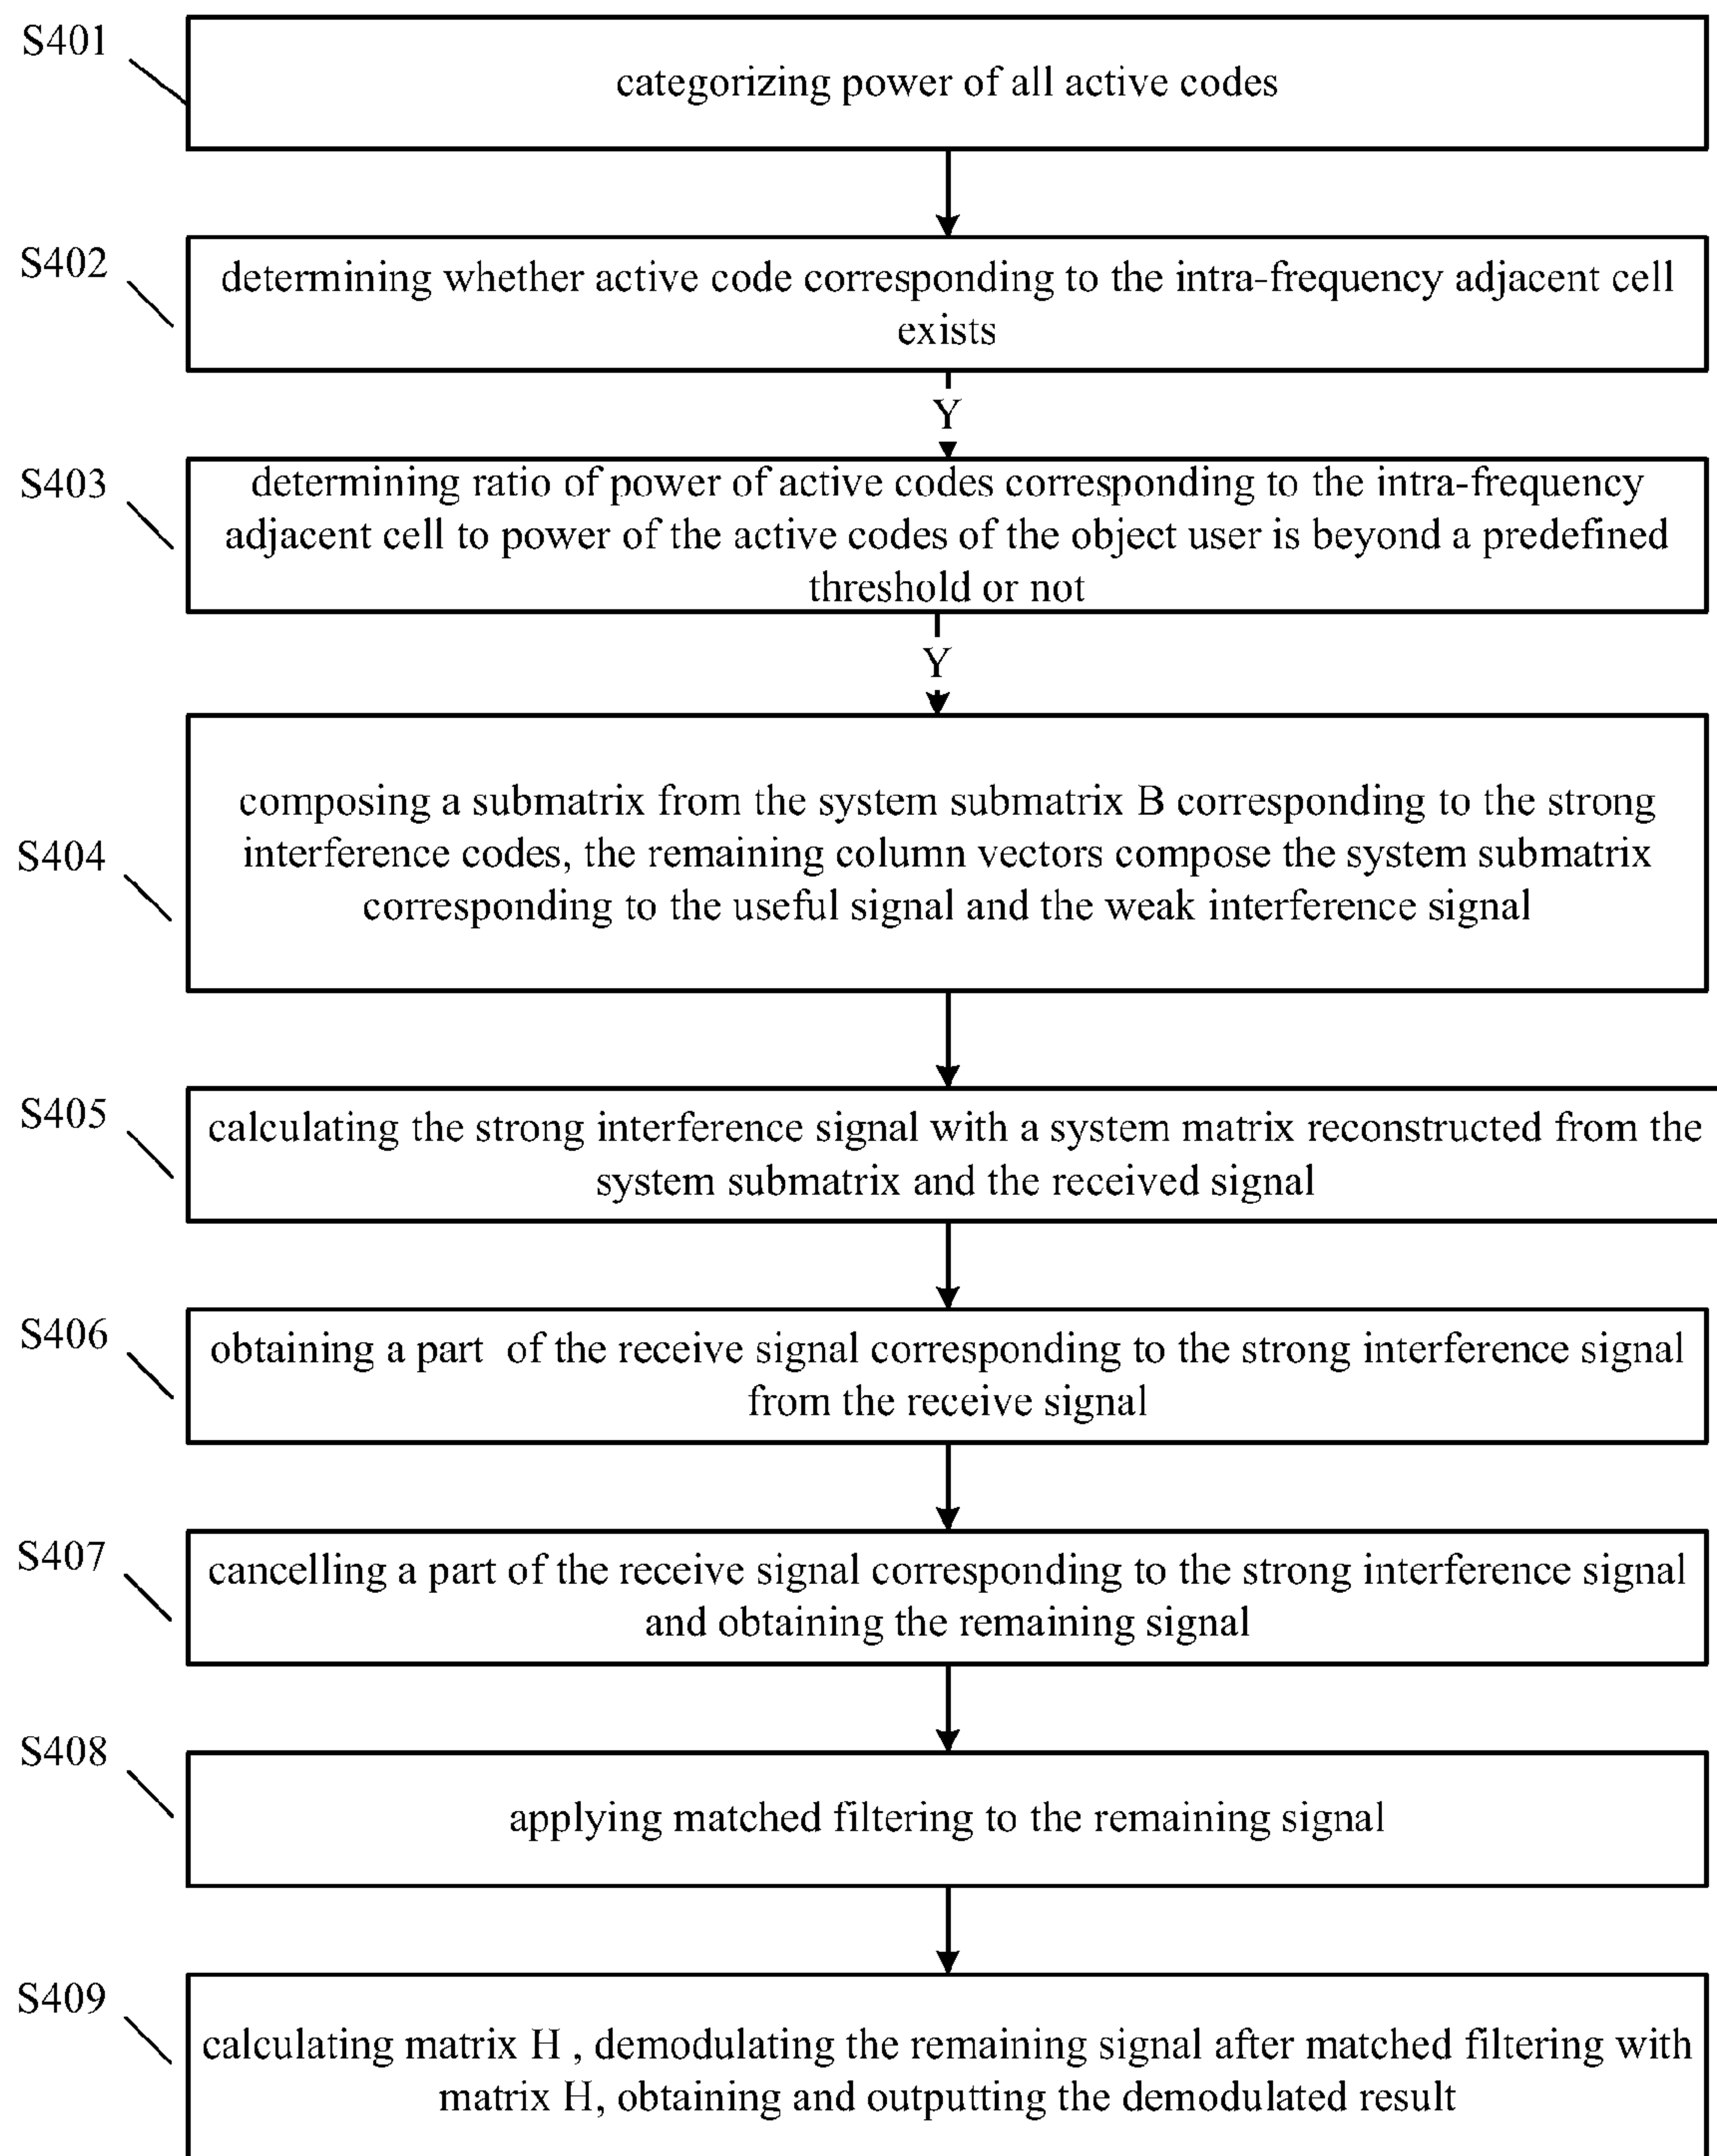 S401
categorizing power of all active codes
S402
determining whether active code corresponding to the intra-frequency adjacent cell
exists
Y
S403
determining ratio of power of active codes corresponding to the intra-frequency
adjacent cell to power of the active codes of the object user is beyond a predefined
threshold or not
Y
S404
composing a submatrix from the system submatrix B corresponding to the strong
interference codes, the remaining column vectors compose the system submatrix
corresponding to the useful signal and the weak interference signal
S405
calculating the strong interference signal with a system matrix reconstructed from the
system submatrix and the received signal
S406
obtaining a part of the receive signal corresponding to the strong interference signal
from the receive signal
S407
cancelling a part of the receive signal corresponding to the strong interference signal
and obtaining the remaining signal
S408
applying matched filtering to the remaining signal
S409
calculating matrix H , demodulating the remaining signal after matched filtering with
matrix H, obtaining and outputting the demodulated result